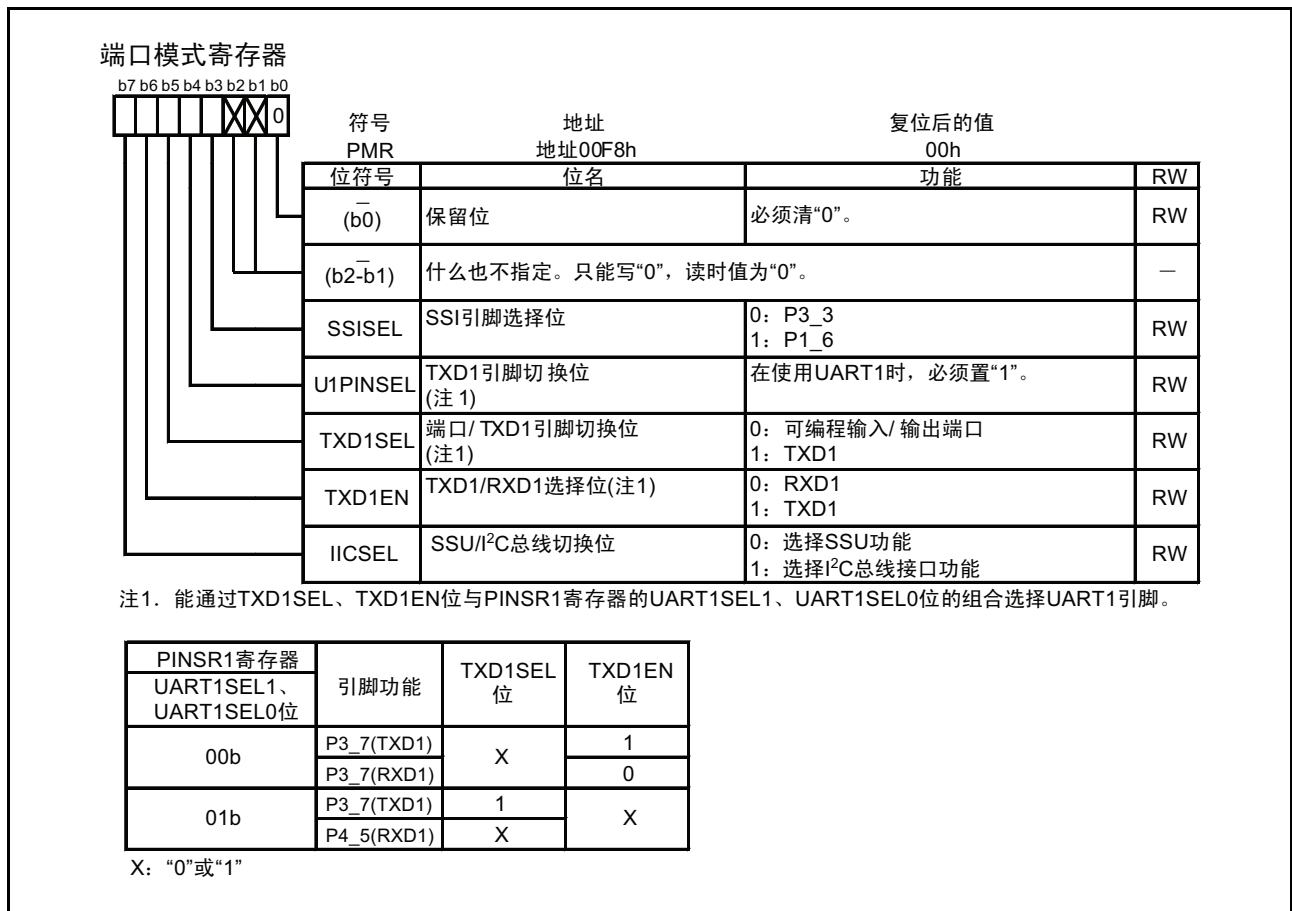 端口模式寄存器
b7 b6 b5 b4 b3 b2 b1 b0
0
符号 地址 复位后的值
PMR 地址00F8h 00h
位符号 位名 功能 RW
—
(b0) 保留位 必须清“0”。 RW
—
(b2-b1) 什么也不指定。只能写“0”，读时值为“0”。 —
SSISEL SSI引脚选择位 0：P3_3 RW
1：P1_6
U1PINSEL TXD1引脚切换位 在使用UART1时，必须置“1”。 RW
(注1)
TXD1SEL 端口/TXD1引脚切换位 0：可编程输入/输出端口 RW
(注1) 1：TXD1
TXD1EN TXD1/RXD1选择位(注1) 0：RXD1 RW
1：TXD1
IICSEL SSU/I²C总线切换位 0：选择SSU功能 RW
1：选择I²C总线接口功能
注1．能通过TXD1SEL、TXD1EN位与PINSR1寄存器的UART1SEL1、UART1SEL0位的组合选择UART1引脚。
PINSR1寄存器 引脚功能 TXD1SEL位 TXD1EN位
UART1SEL1、
UART1SEL0位
00b P3_7(TXD1) X 1
P3_7(RXD1) 0
01b P3_7(TXD1) 1 X
P4_5(RXD1) X
X：“0”或“1”